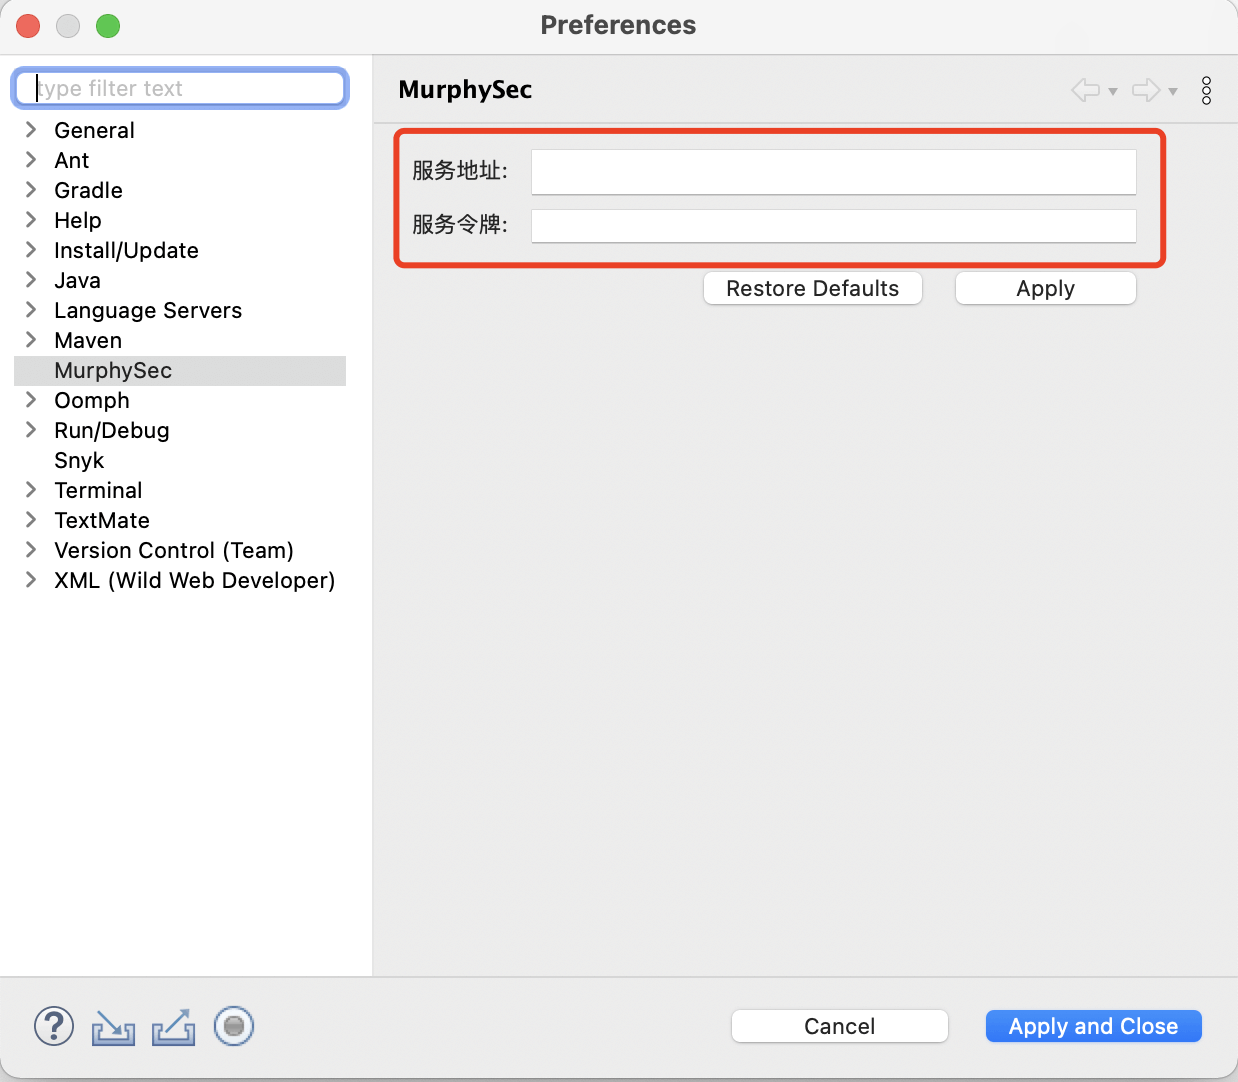 Preferences
type filter text
General
Ant
Gradle
Help
Install/Update
Java
Language Servers
Maven
MurphySec
Oomph
Run/Debug
Snyk
Terminal
TextMate
Version Control (Team)
XML (Wild Web Developer)
MurphySec
服务地址:
服务令牌:
Restore Defaults
Apply
?
Cancel
Apply and Close